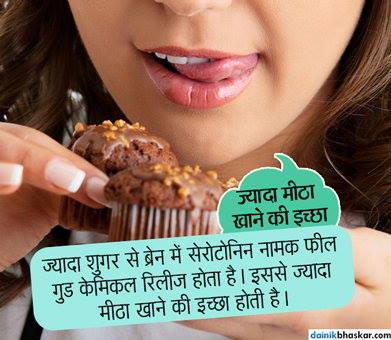 ज्यादा मीठा
खाने की इच्छा
ज्यादा शुगर से ब्रेन में सेरोटोनिन नामक फील
गुड केमिकल रिलीज होता है। इससे ज्यादा
मीठा खाने की इच्छा होती है।
dainikbhaskar.com